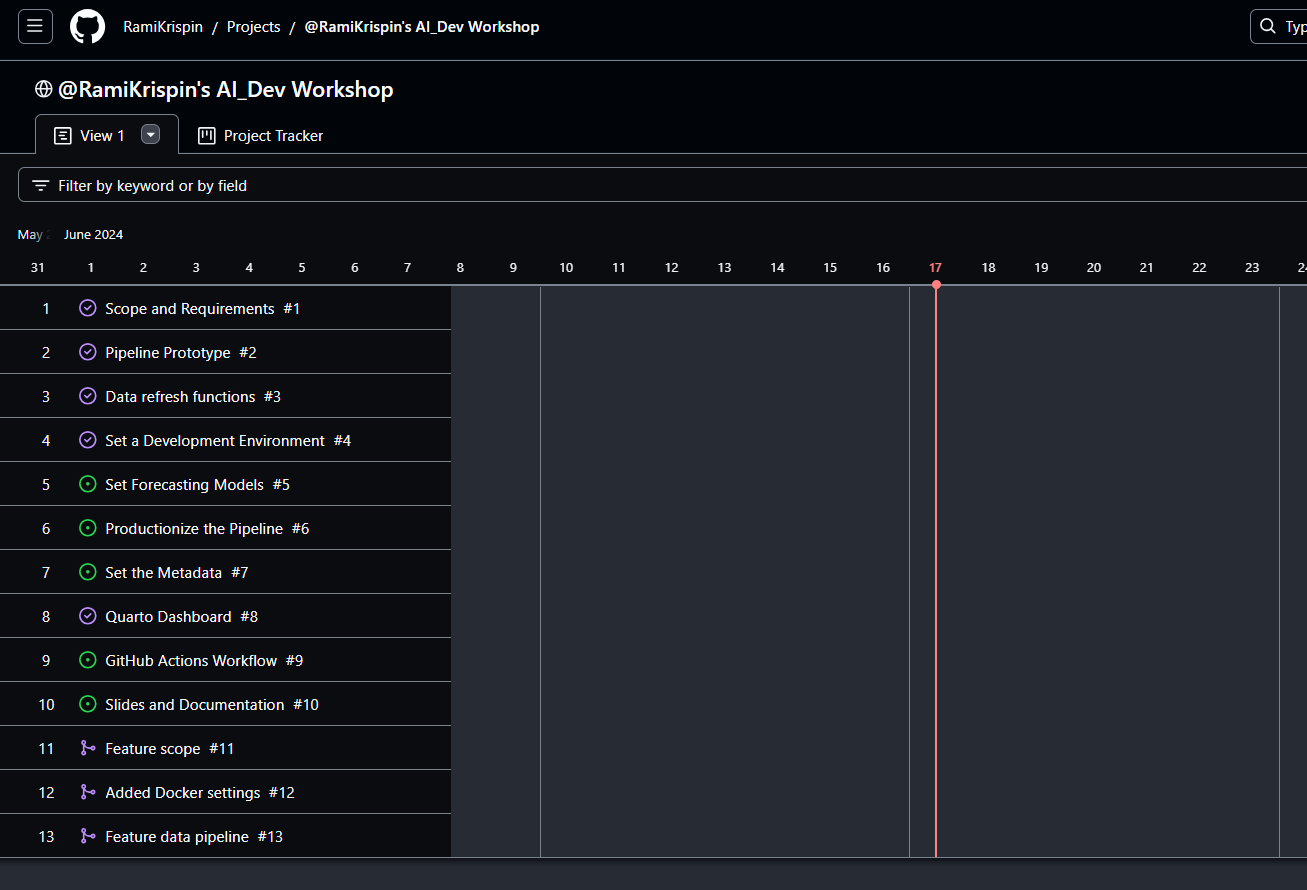 RamiKrispin / Projects / @RamiKrispin's AI_Dev Workshop
Typ
@RamiKrispin's AI_Dev Workshop
View 1 Project Tracker
Filter by keyword or by field
May June 2024
31 1 2 3 4 5 6 7 8 9 10 11 12 13 14 15 16 17 18 19 20 21 22 23 24
1 Scope and Requirements #1
2 Pipeline Prototype #2
3 Data refresh functions #3
4 Set a Development Environment #4
5 Set Forecasting Models #5
6 Productionize the Pipeline #6
7 Set the Metadata #7
8 Quarto Dashboard #8
9 GitHub Actions Workflow #9
10 Slides and Documentation #10
11 Feature scope #11
12 Added Docker settings #12
13 Feature data pipeline #13